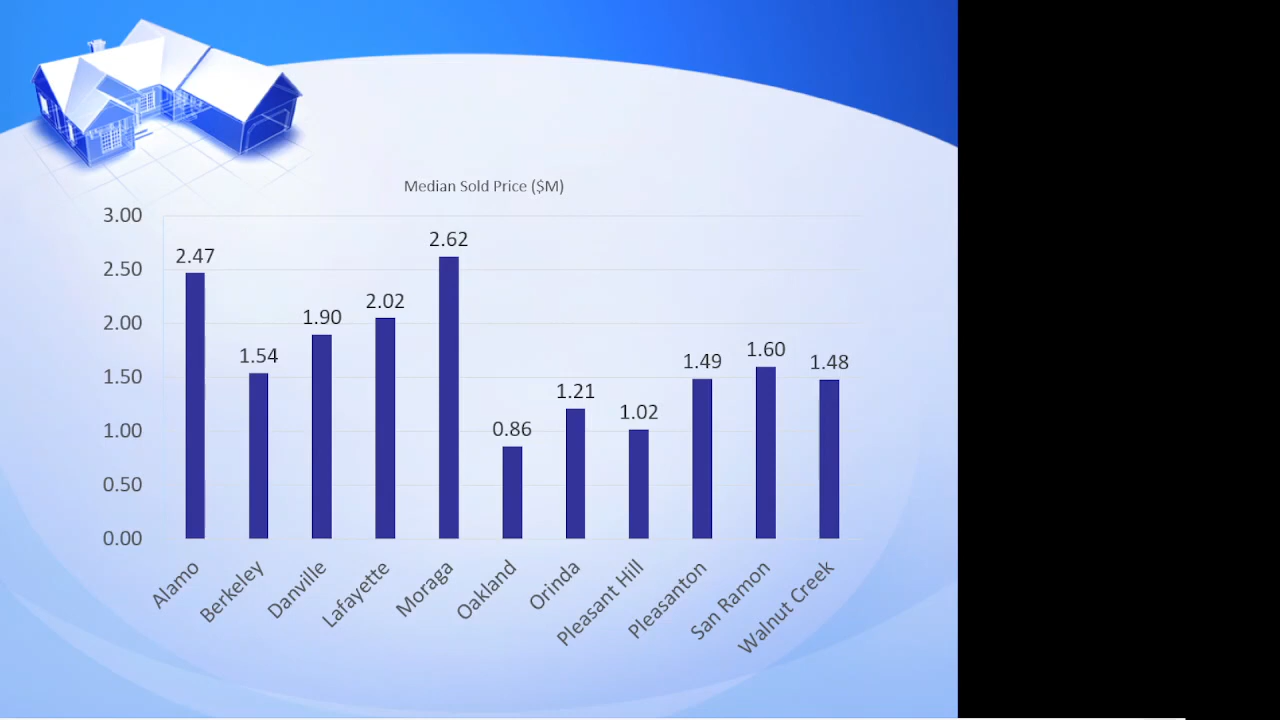 Median Sold Price ($M)
3.00
2.50
2.00
1.50
1.00
0.50
0.00
2.47
1.54
1.90
2.02
2.62
0.86
1.21
1.02
1.49
1.60
1.48
Alamo
Berkeley
Danville
Lafayette
Moraga
Oakland
Orinda
Pleasant Hill
Pleasanton
San Ramon
Walnut Creek